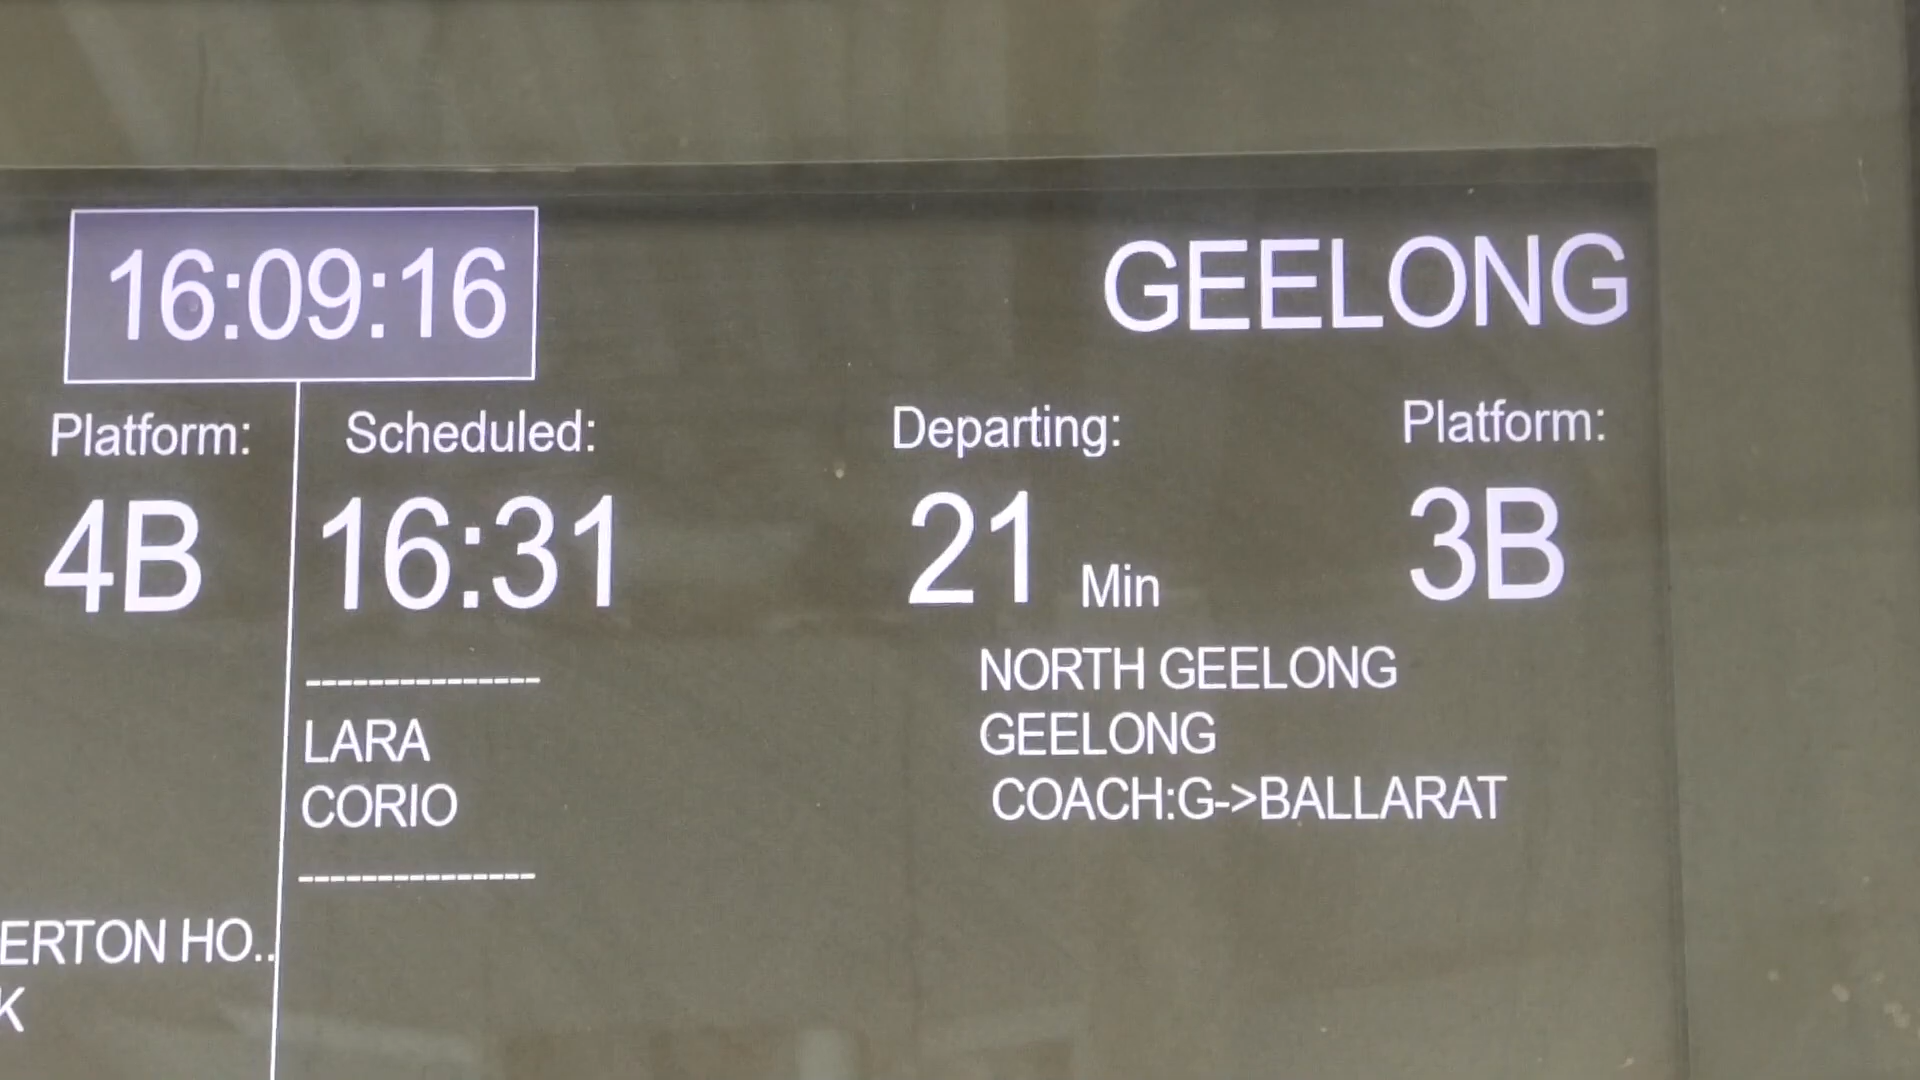 16:09:16
GEELONG
Platform:
4B
Scheduled:
Departing:
Platform:
16:31
21 Min
3B
--------------
LARA
CORIO
--------------
NORTH GEELONG
GEELONG
COACH:G->BALLARAT
ERTON HO..
K